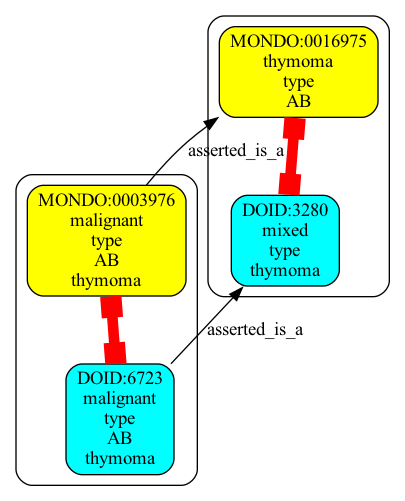 MONDO:0016975
thymoma
type
AB
asserted_is_a
MONDO:0003976
malignant
type
AB
thymoma
DOID:3280
mixed
type
thymoma
asserted_is_a
DOID:6723
malignant
type
AB
thymoma